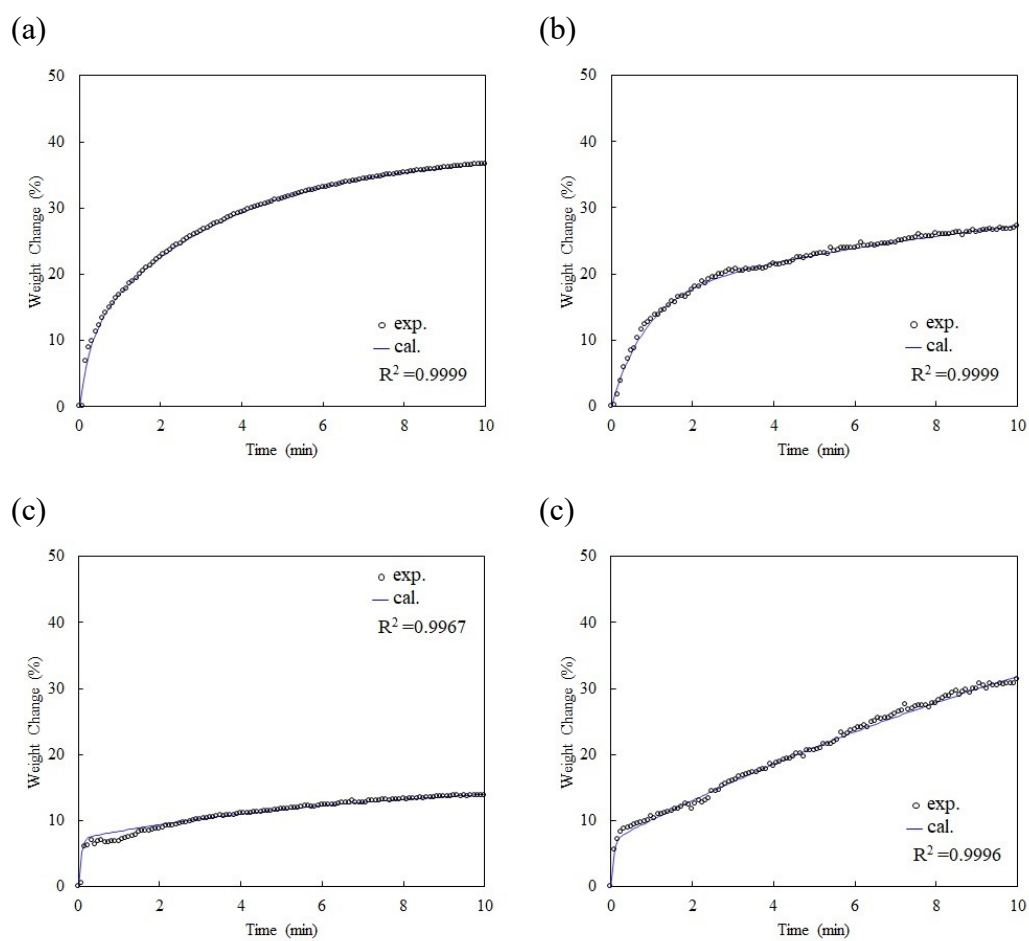 (a)
50
40
30
20
10
0
Weight Change (%)
exp.
cal.
R² =0.9999
0 2 4 6 8 10
Time (min)
(b)
50
40
30
20
10
0
Weight Change (%)
exp.
cal.
R² =0.9999
0 2 4 6 8 10
Time (min)
(c)
50
40
30
20
10
0
Weight Change (%)
exp.
cal.
R² =0.9967
0 2 4 6 8 10
Time (min)
(c)
50
40
30
20
10
0
Weight Change (%)
exp.
cal.
R² =0.9996
0 2 4 6 8 10
Time (min)